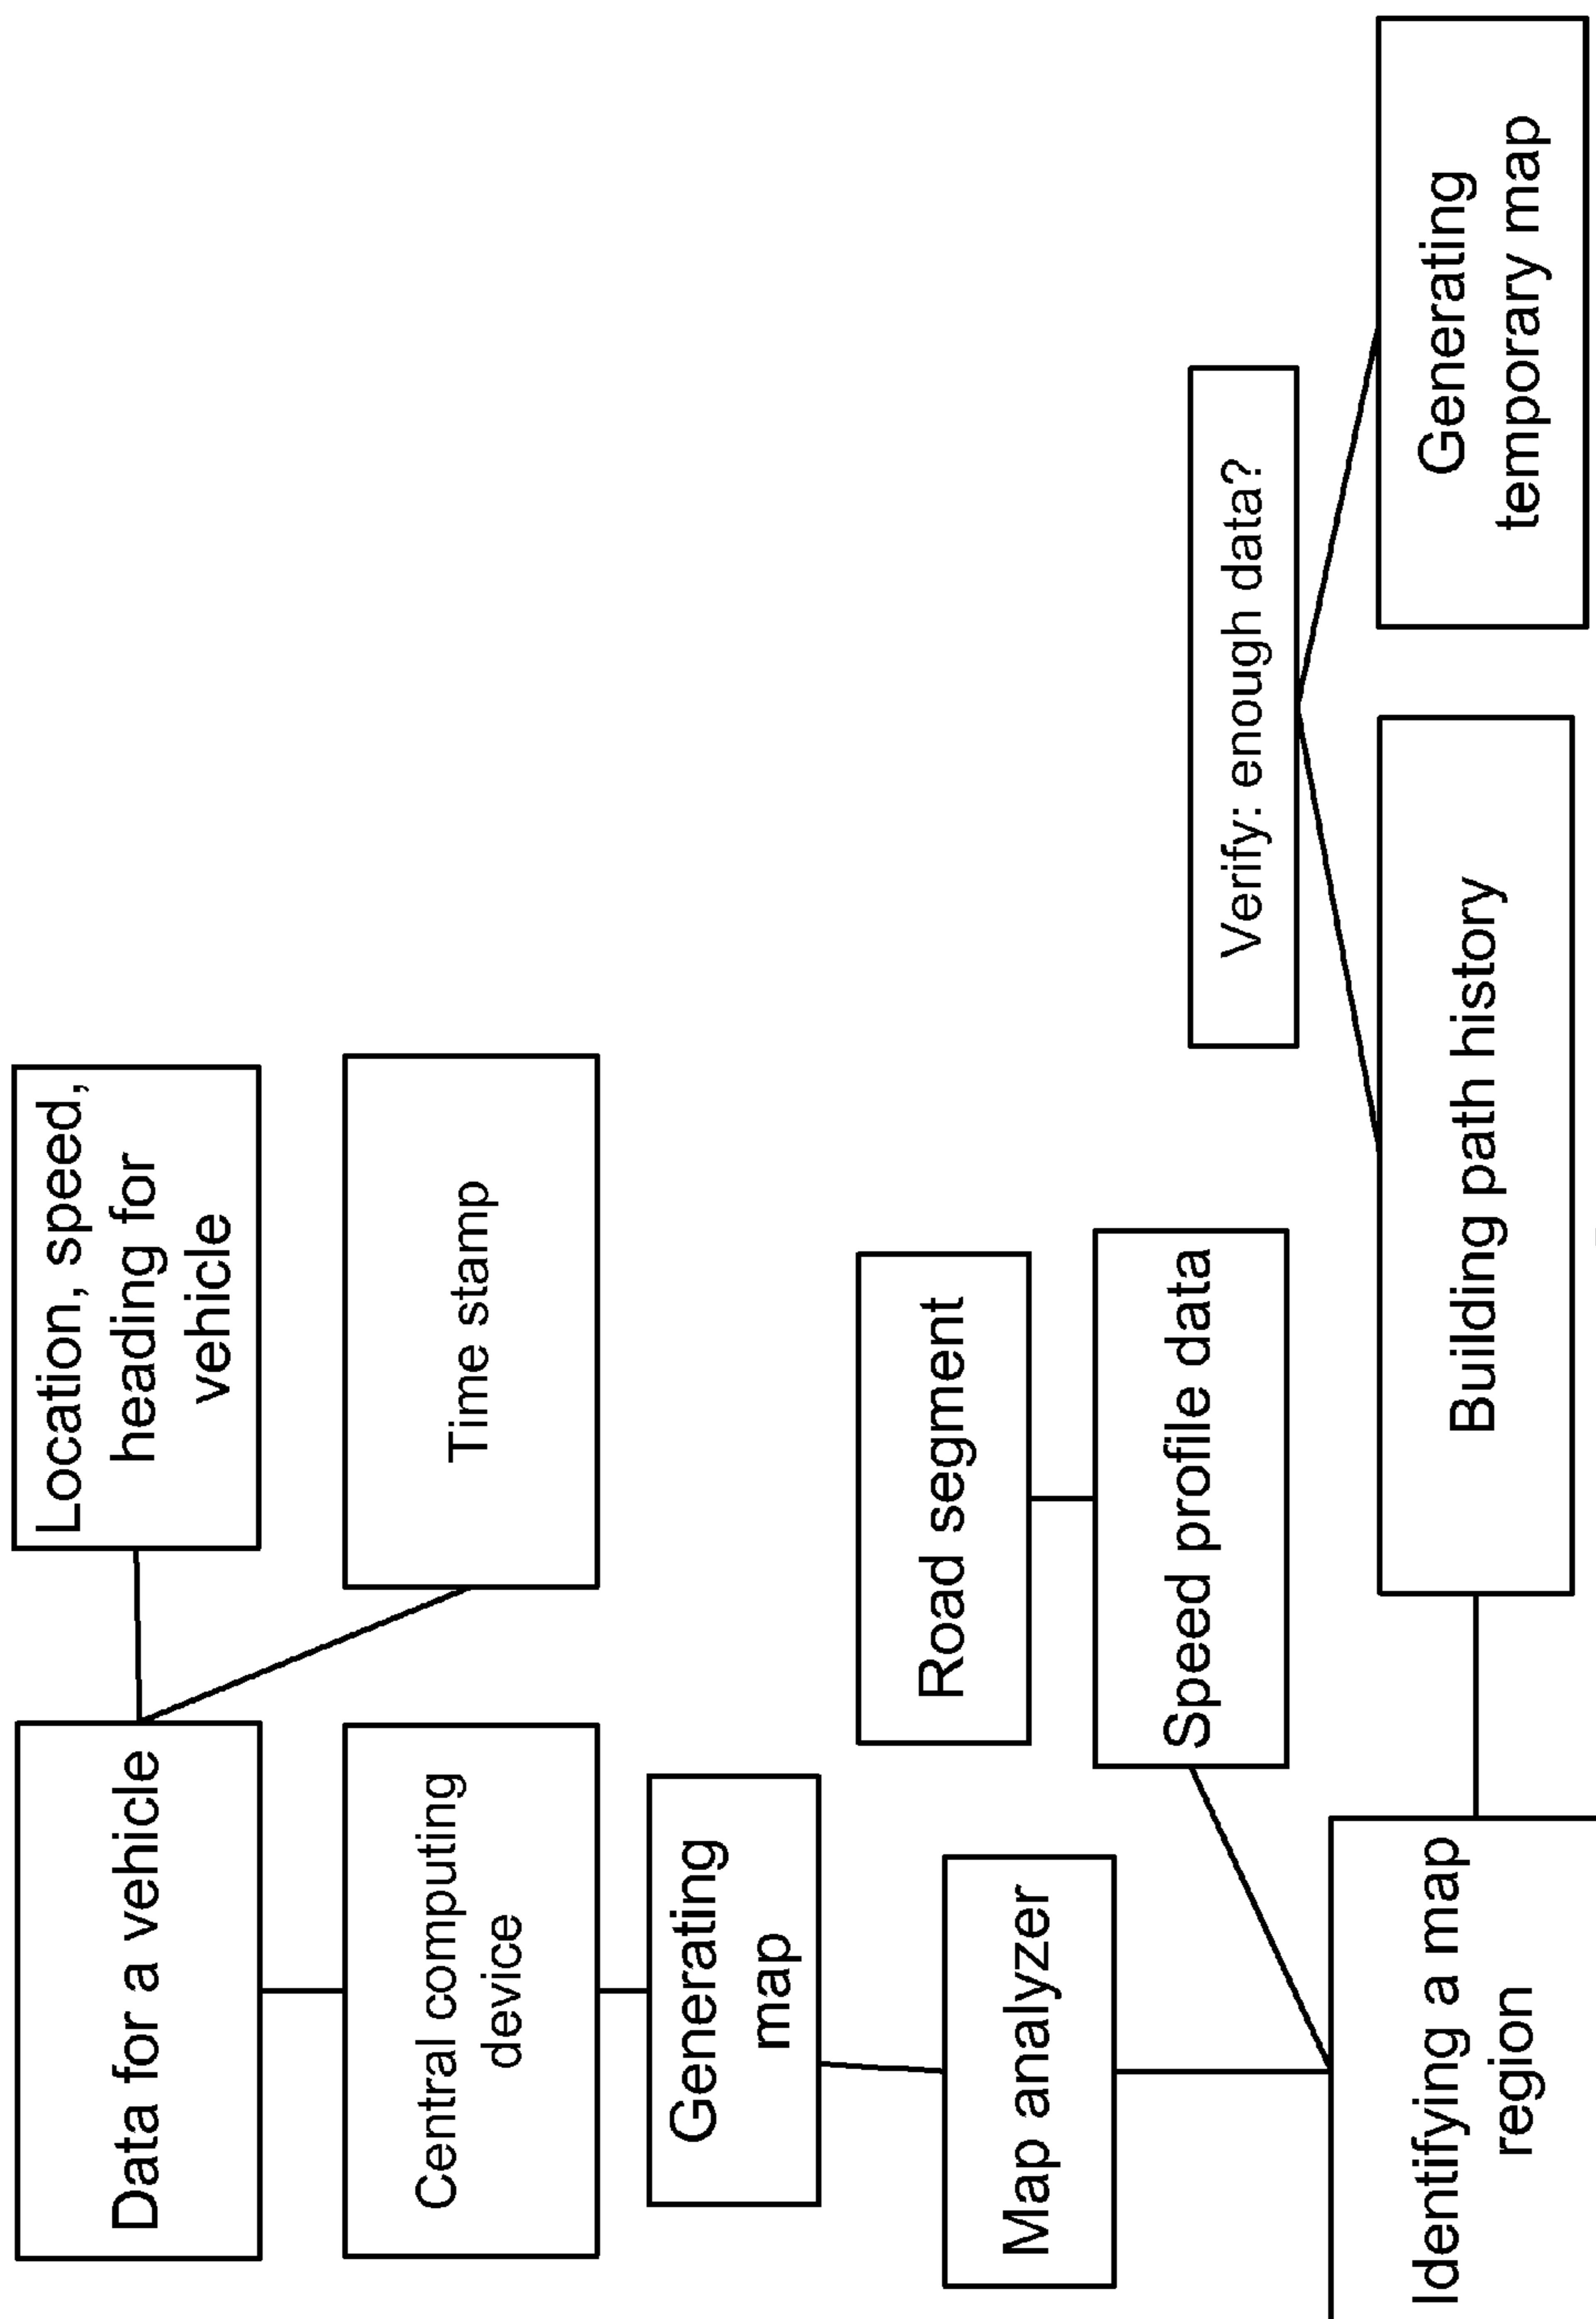 Data for a vehicle
Location, speed,
heading for
vehicle
Central computing
device
Time stamp
Generating
map
Road segment
Map analyzer
Speed profile data
Verify: enough data?
Identifying a map
region
Building path history
Generating
temporary map